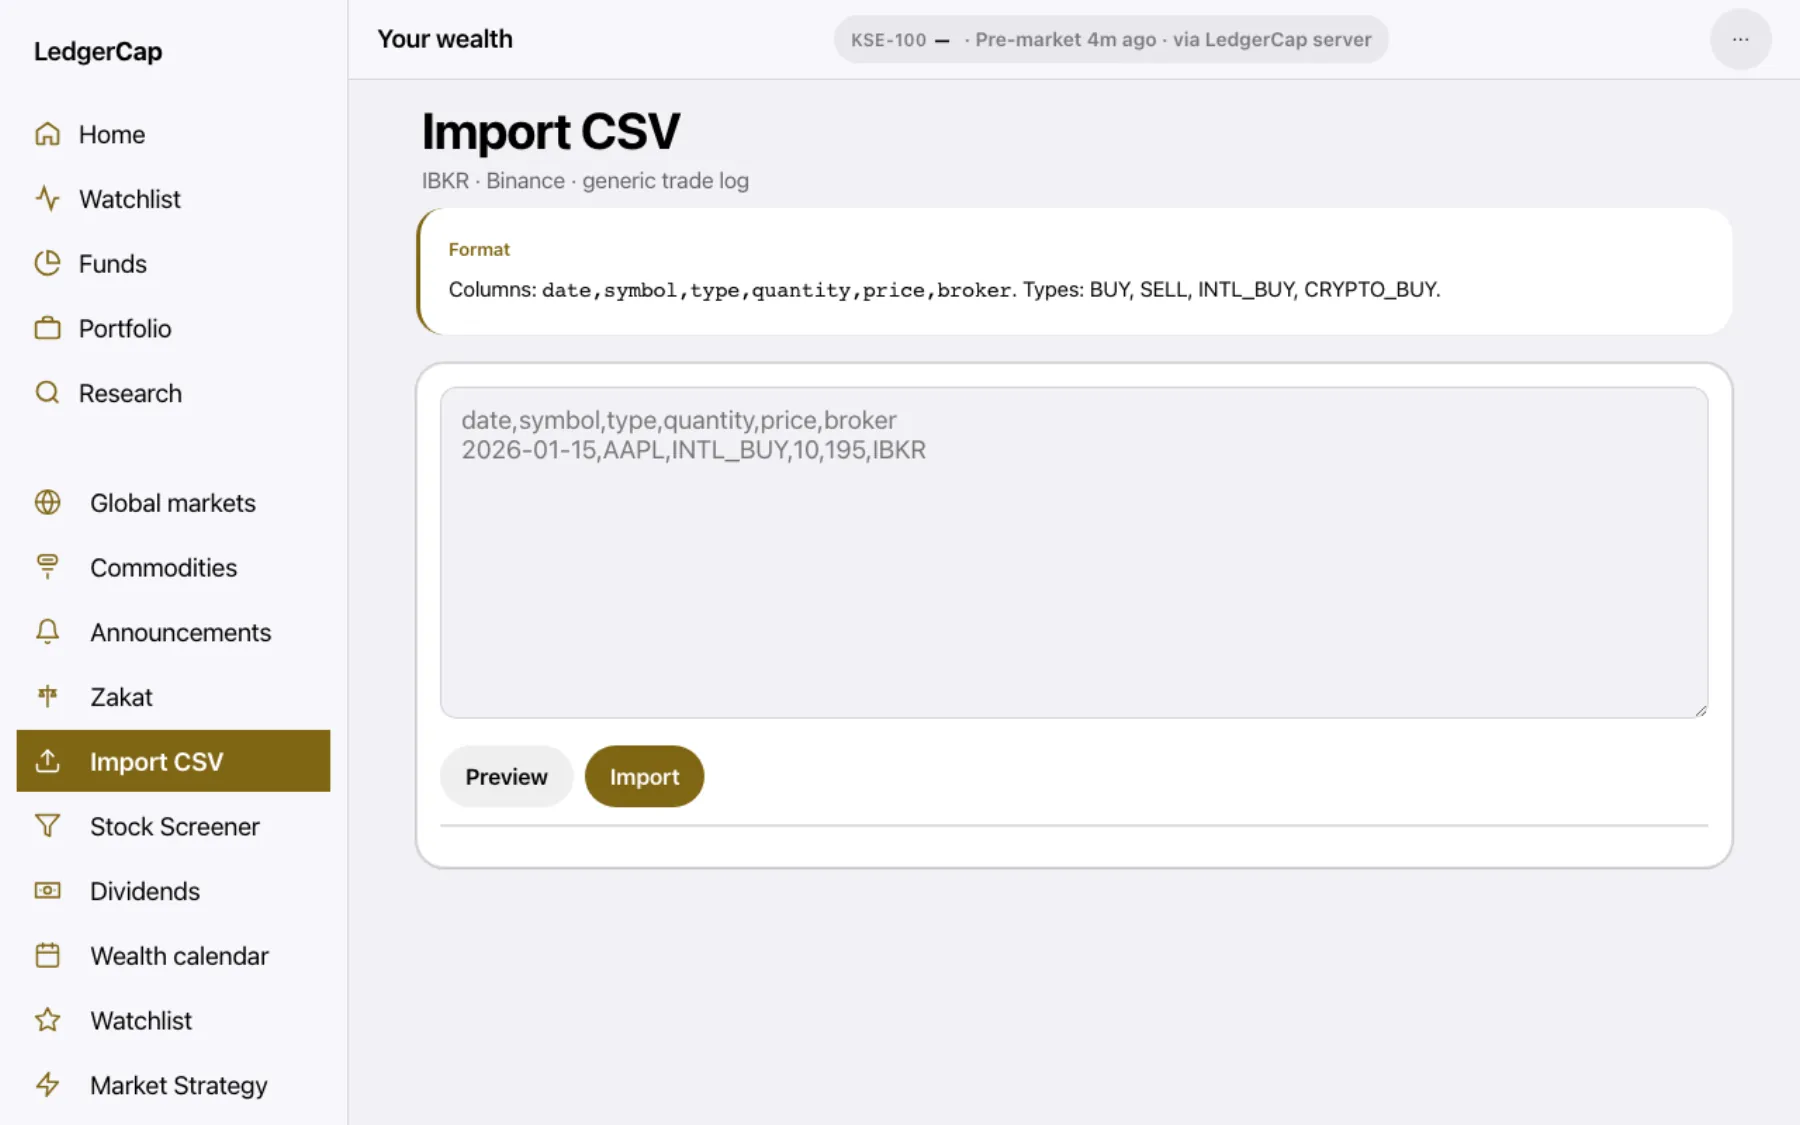 LedgerCap
Home
Watchlist
Funds
Portfolio
Research
Global markets
Commodities
Announcements
Zakat
Import CSV
Stock Screener
Dividends
Wealth calendar
Watchlist
Market Strategy
Your wealth
KSE-100 — · Pre-market 4m ago · via LedgerCap server
...
Import CSV
IBKR · Binance · generic trade log
Format
Columns: date,symbol,type,quantity,price,broker. Types: BUY, SELL, INTL_BUY, CRYPTO_BUY.
date,symbol,type,quantity,price,broker
2026-01-15,AAPL,INTL_BUY,10,195,IBKR
Preview
Import